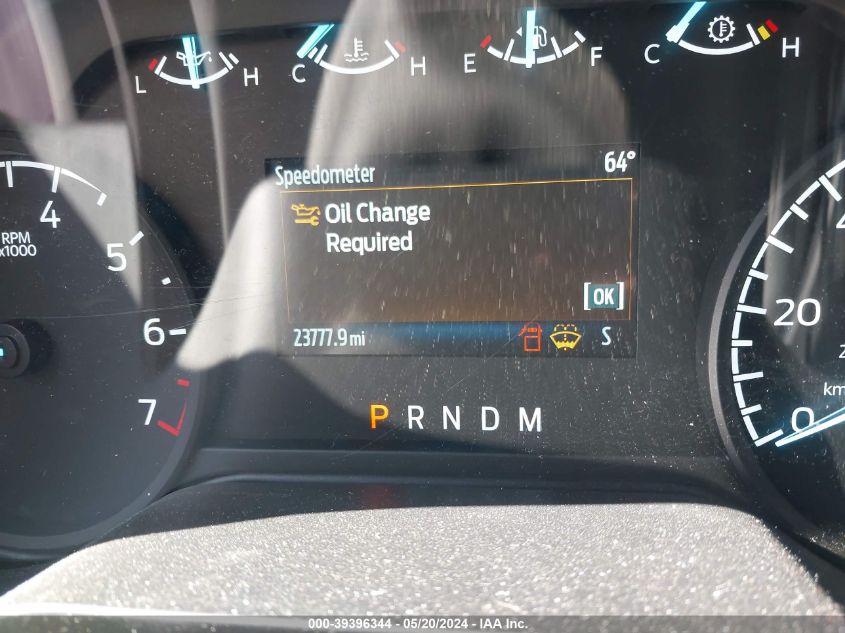 L H C H E F C H
Speedometer 64°
Oil Change
Required
[OK]
23777.9 mi S
P R N D M
4
RPM
x1000
5
6
7
20
0
km
000-39396344 / 05/20/2024 - IAA Inc.